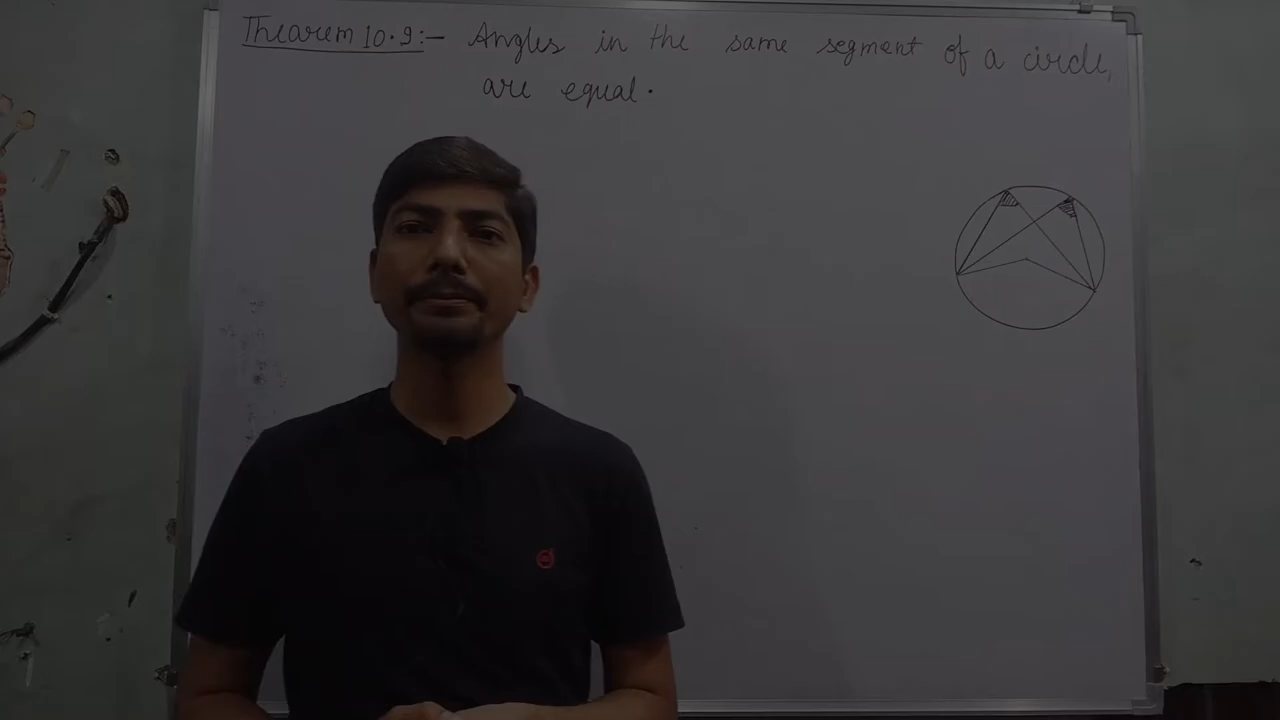 Theorem 10.9:- Angles in the same segment of a circle,
are equal.